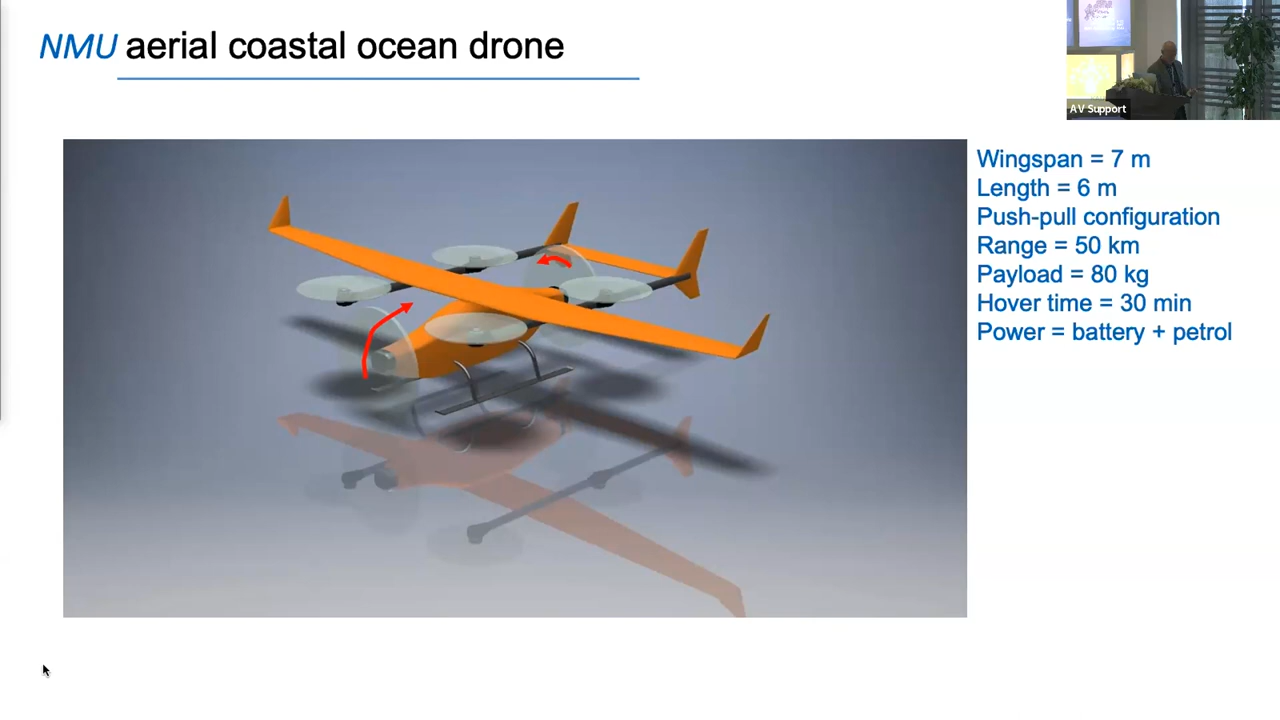 NMU aerial coastal ocean drone
AV Support
Wingspan = 7 m
Length = 6 m
Push-pull configuration
Range = 50 km
Payload = 80 kg
Hover time = 30 min
Power = battery + petrol